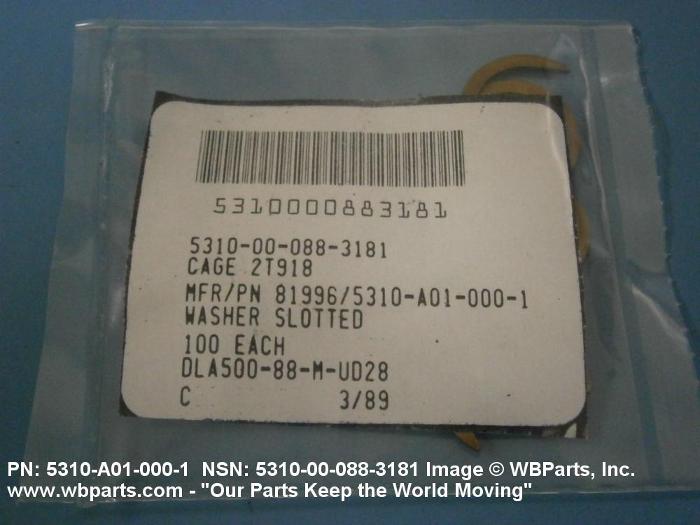 5310000883181
5310-00-088-3181
CAGE 2T918
MFR/PN 81996/5310-A01-000-1
WASHER SLOTTED
100 EACH
DLA500-88-M-UD28
C 3/89
PN: 5310-A01-000-1 NSN: 5310-00-088-3181 Image © WBParts, Inc.
www.wbparts.com - "Our Parts Keep the World Moving"